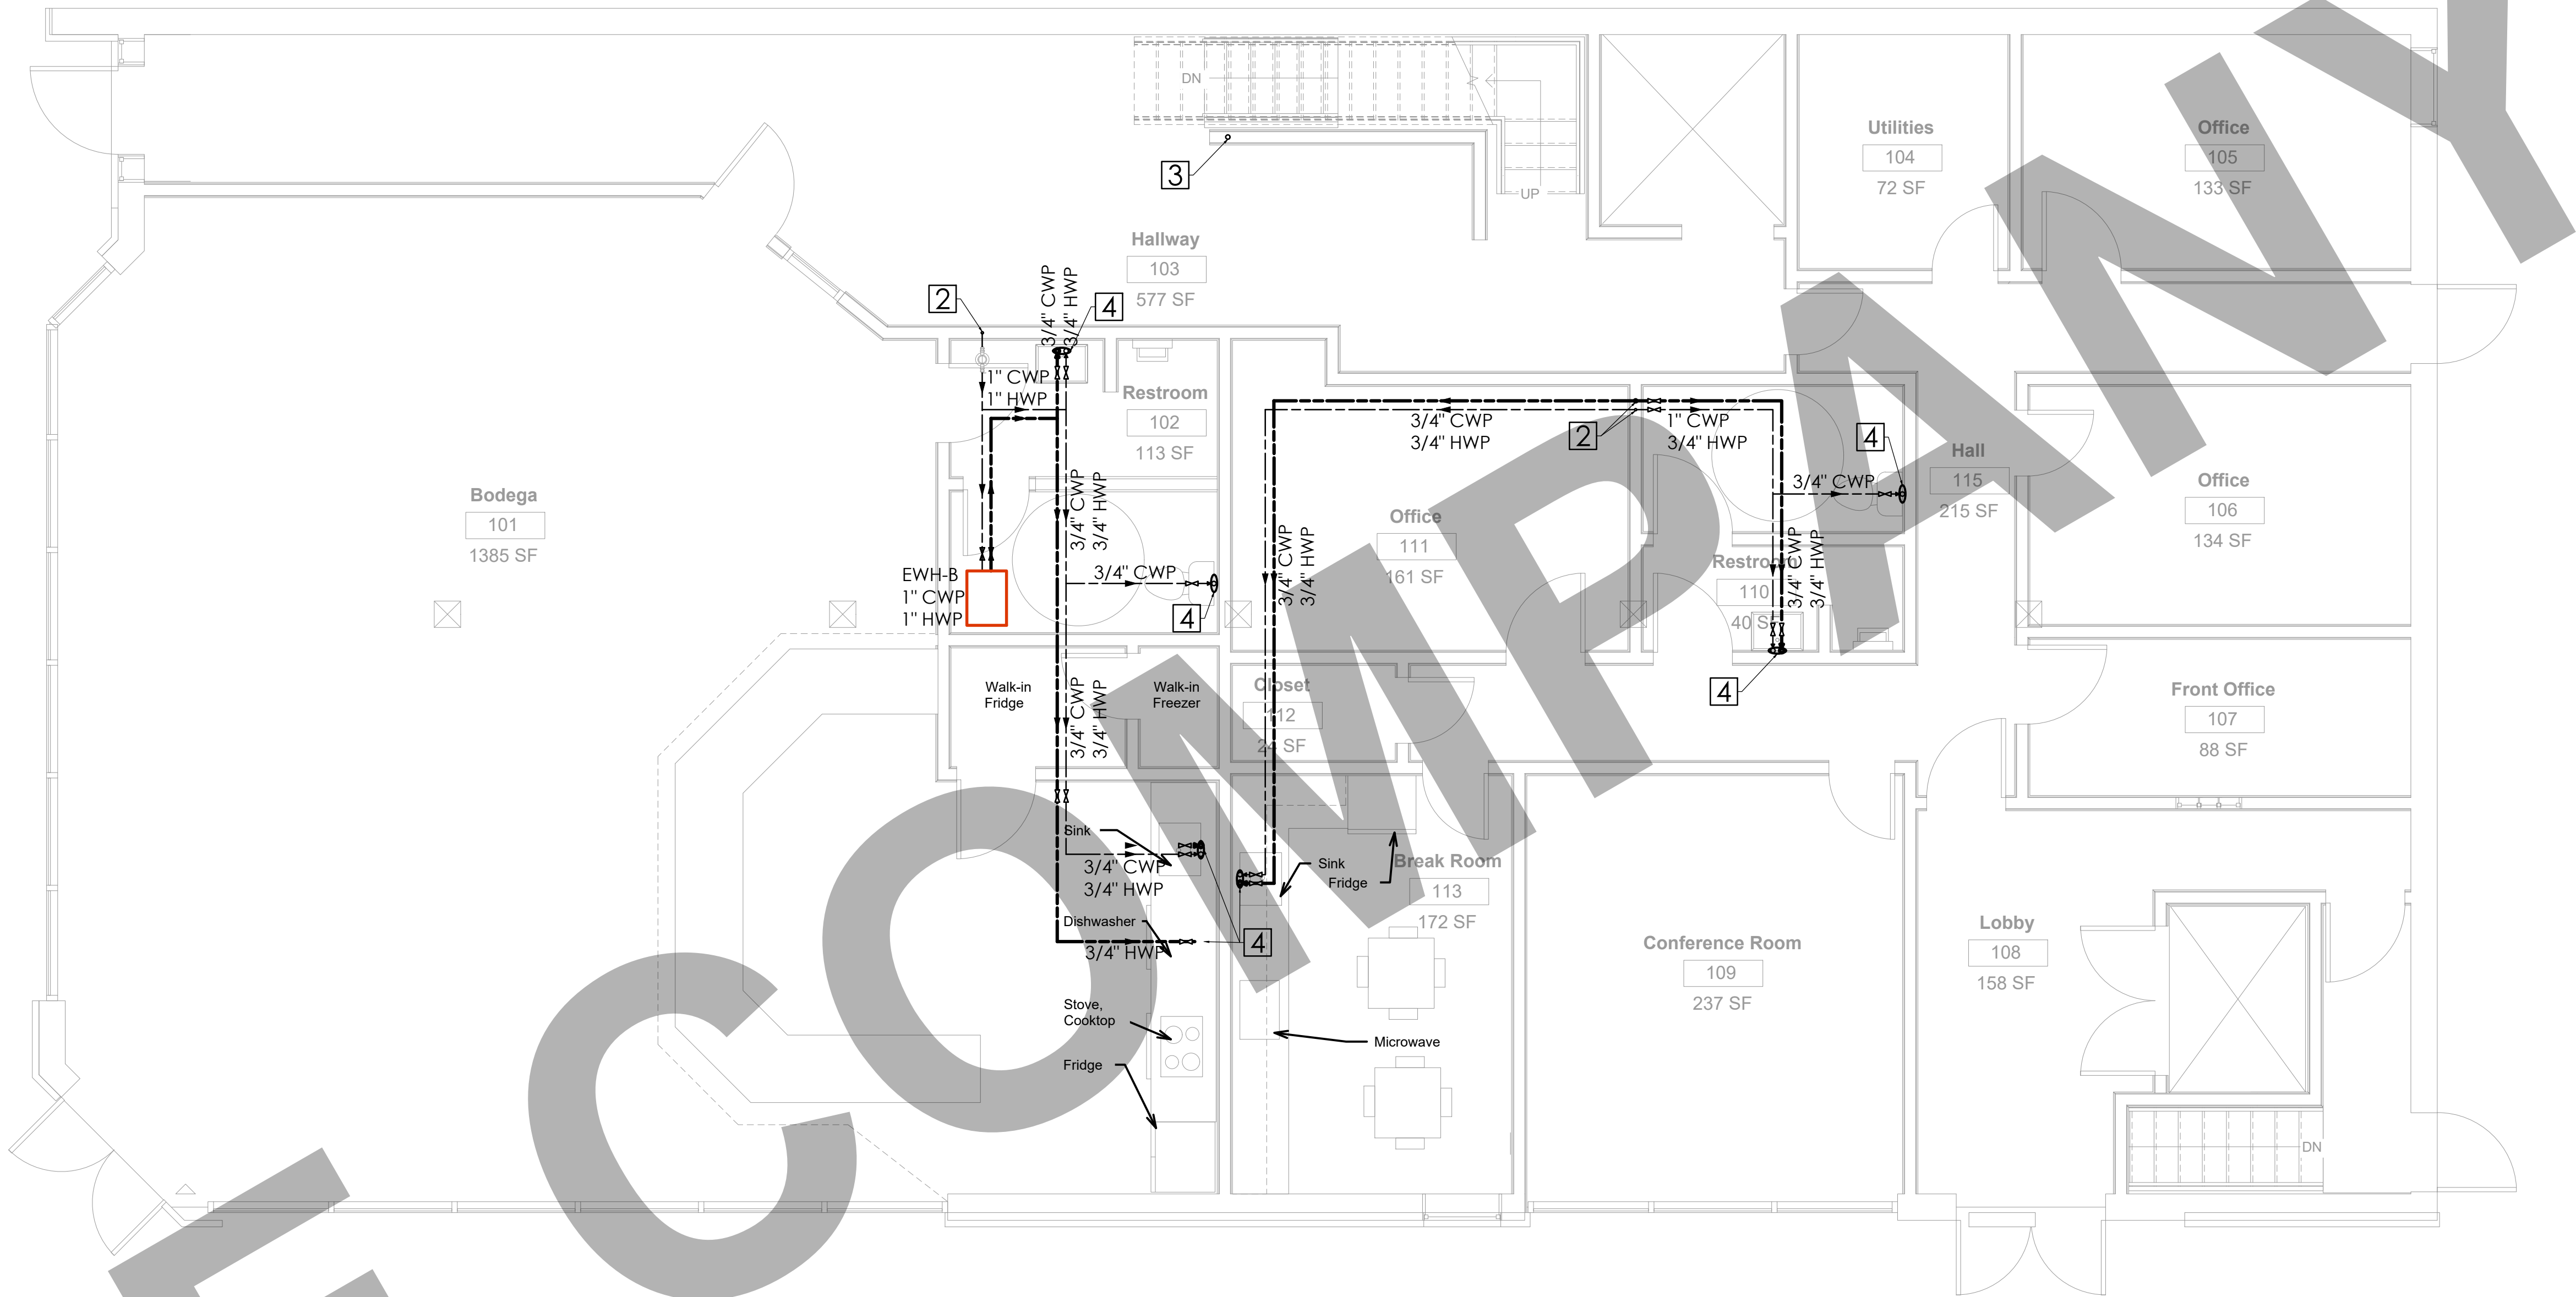 DN
UP
3
Utilities
104
72 SF
Office
105
133 SF
Hallway
103
577 SF
2
3/4" CWP
3/4" HWP
4
1" CWP
1" HWP
Restroom
102
113 SF
3/4" CWP
3/4" HWP
3/4" CWP
4
EWH-B
1" CWP
1" HWP
Bodega
101
1385 SF
3/4" CWP
3/4" HWP
2
1" CWP
3/4" HWP
4
3/4" CWP
Hall
115
215 SF
Office
106
134 SF
Office
111
161 SF
3/4" CWP
3/4" HWP
Restroom
110
40 SF
3/4" CWP
3/4" HWP
4
Walk-in
Fridge
Walk-in
Freezer
3/4" CWP
3/4" HWP
Closet
112
24 SF
Front Office
107
88 SF
Sink
3/4" CWP
3/4" HWP
Dishwasher
3/4" HWP
4
Sink
Fridge
Break Room
113
172 SF
Conference Room
109
237 SF
Lobby
108
158 SF
Stove,
Cooktop
Fridge
Microwave
DN
COMPANY